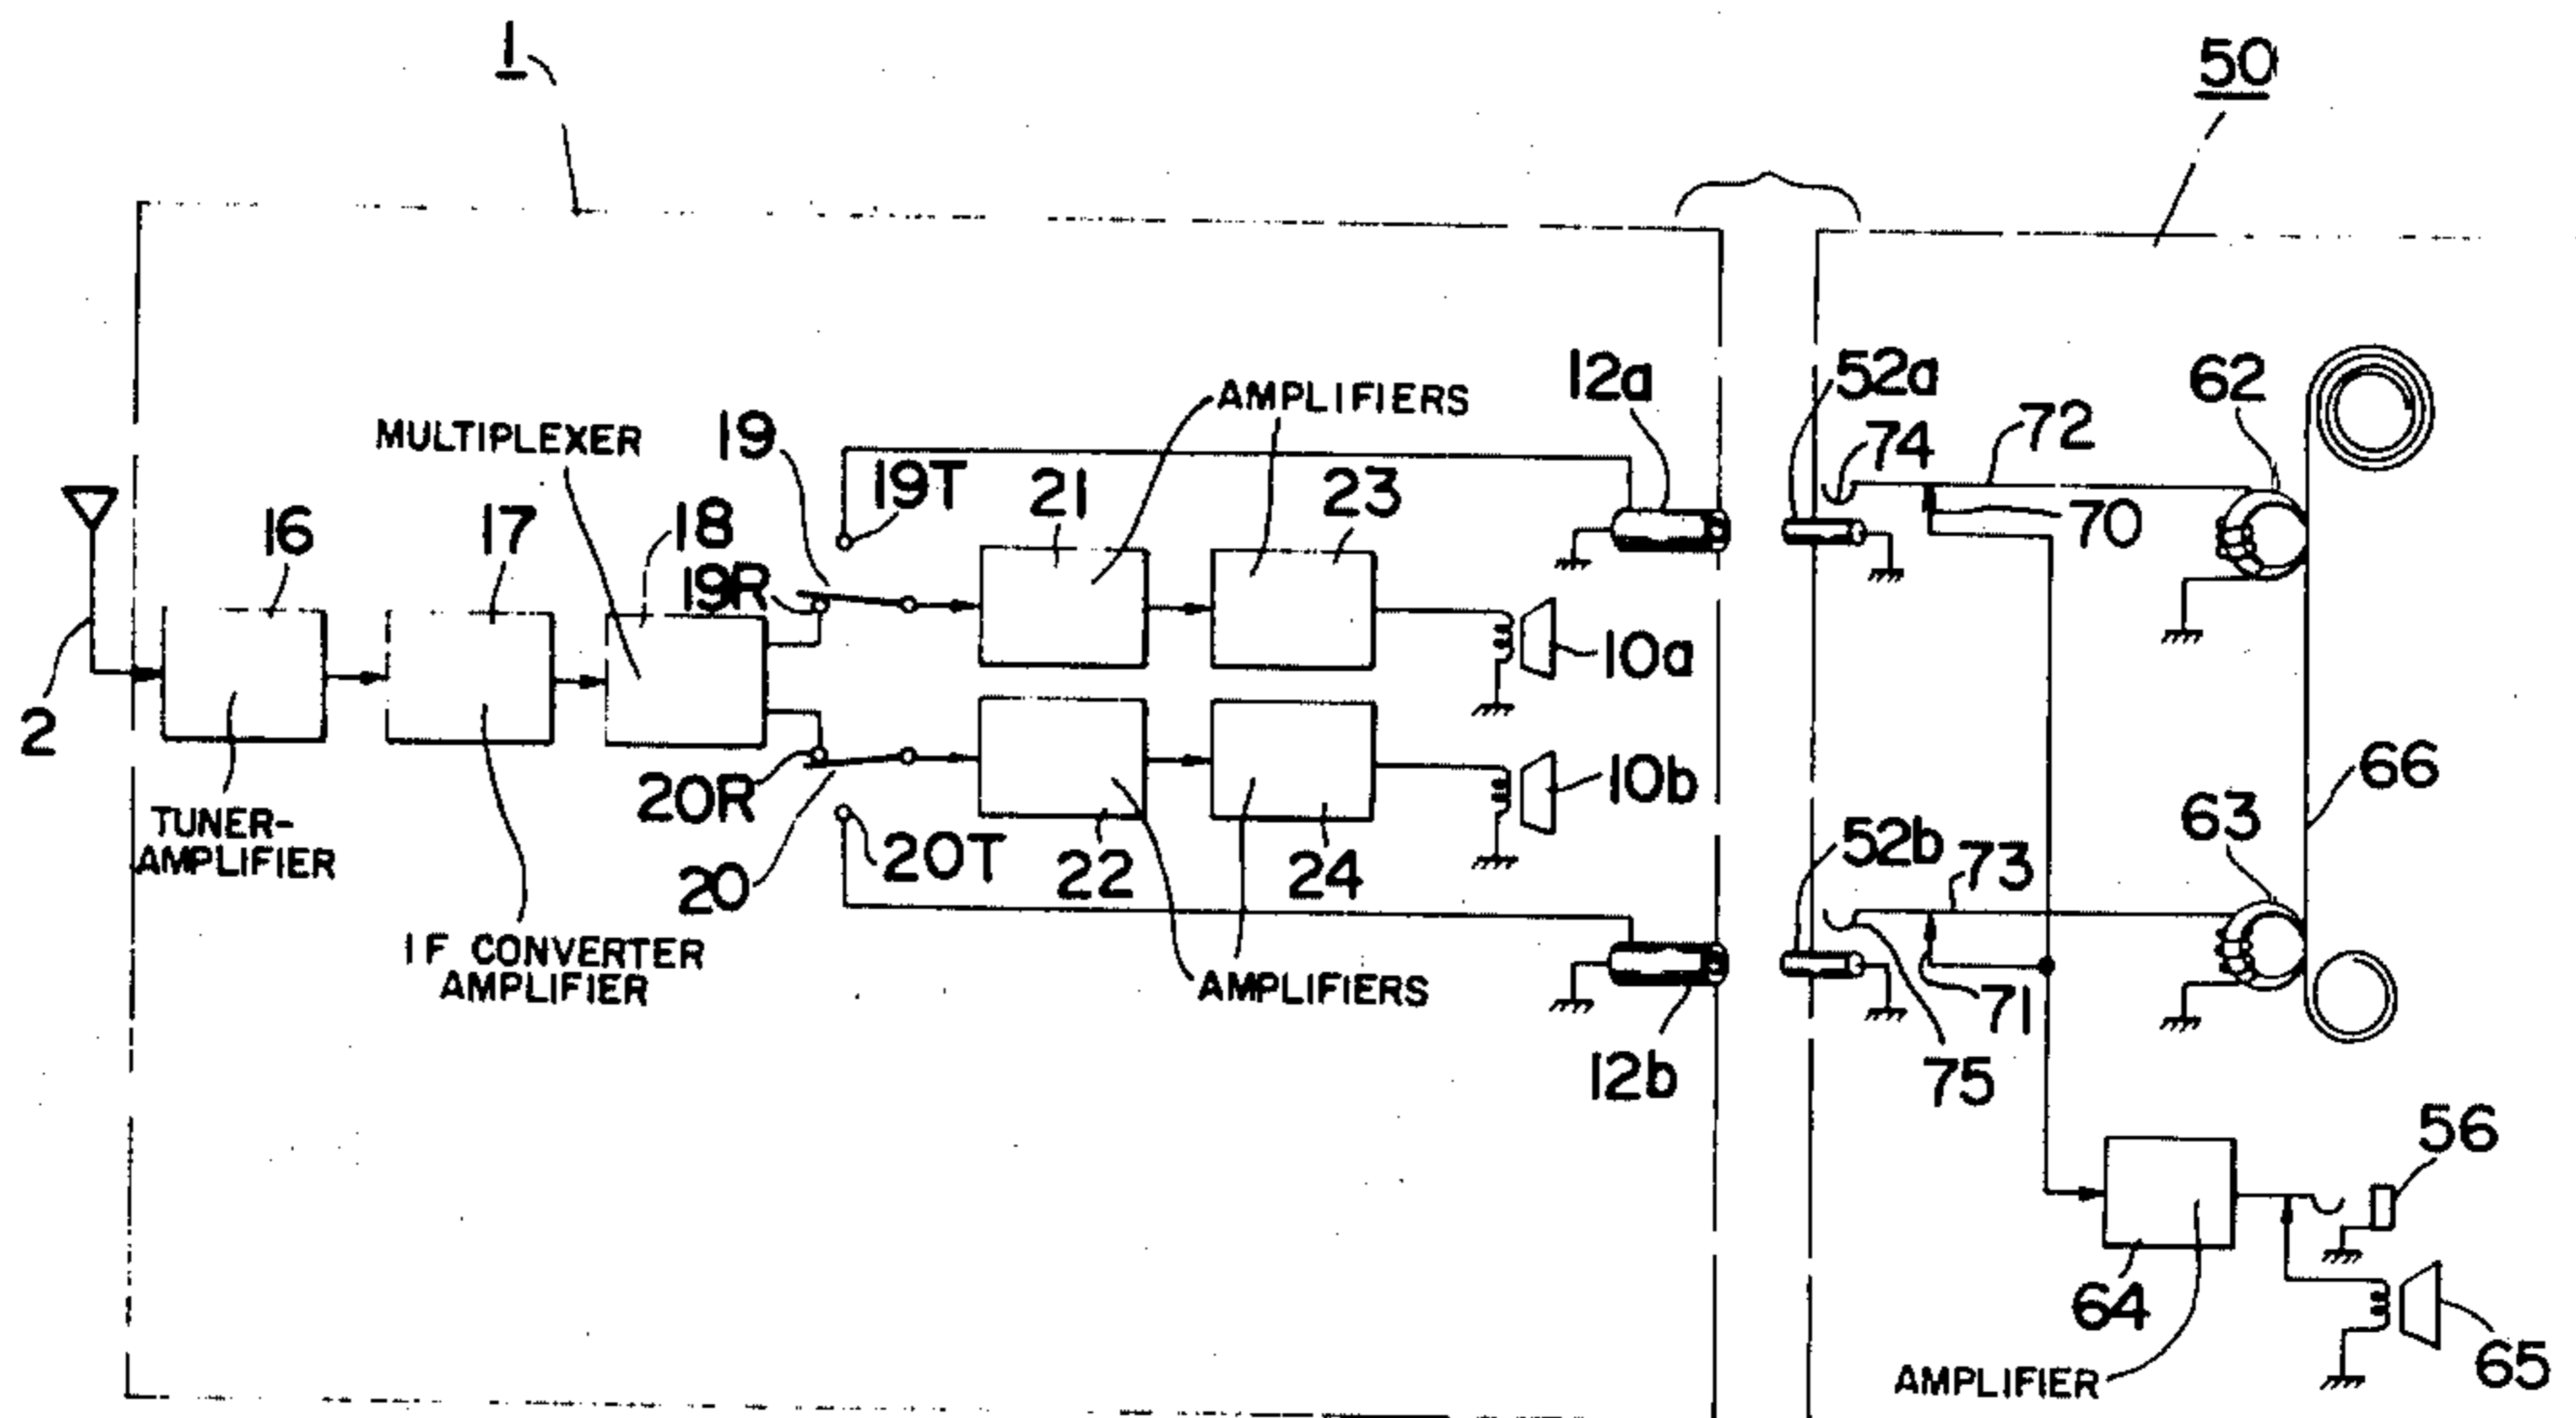 1
50
12a
52a
62
AMPLIFIERS
MULTIPLEXER
19
19T
74
72
16
17
18
21
23
70
19R
10a
2
20R
10b
66
TUNER-
AMPLIFIER
20
20T
22
24
52b
73
63
IF CONVERTER
AMPLIFIER
AMPLIFIERS
71
12b
75
56
64
65
AMPLIFIER